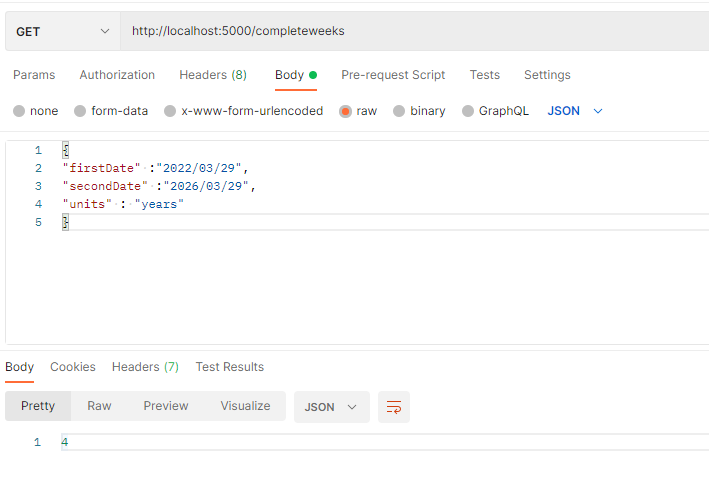 GET http://localhost:5000/completeweeks
Params Authorization Headers (8) Body Pre-request Script Tests Settings
none form-data x-www-form-urlencoded raw binary GraphQL JSON
1 {
2 "firstDate" :"2022/03/29",
3 "secondDate" :"2026/03/29",
4 "units" : "years"
5 }
Body Cookies Headers (7) Test Results
Pretty Raw Preview Visualize JSON
1 4